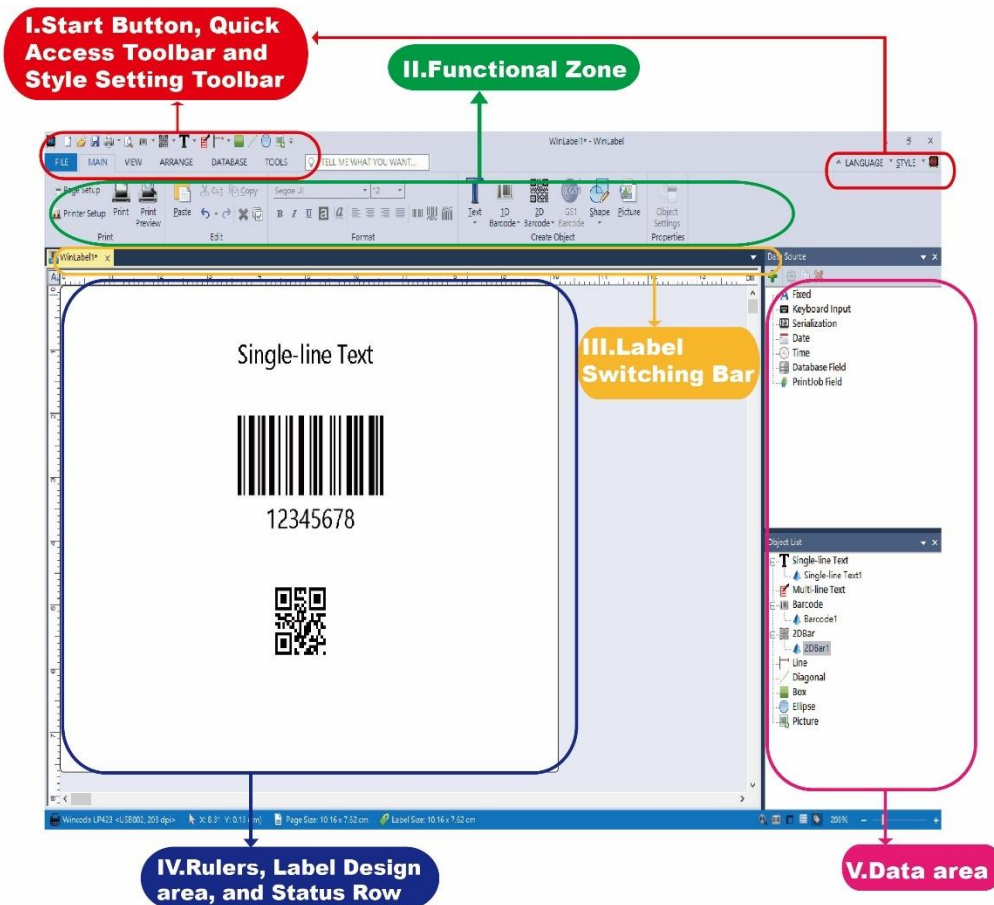 I.Start Button, Quick
Access Toolbar and
Style Setting Toolbar
II.Functional Zone
WinLabel1* - WinLabel
FILE MAIN VIEW ARRANGE DATABASE TOOLS TELL ME WHAT YOU WANT...
LANGUAGE STYLE
Page Setup Print Print Preview Paste Cut Copy Segoe UI 12 Text 1D Barcode 2D Barcode GS1 Barcode Shape Picture Object Settings
Printer Setup B I U a
Print Edit Format Create Object Properties
WinLabel1* x
Data Source
Fixed
Keyboard Input
Serialization
Date
Time
Database Field
PrintJob Field
III.Label
Switching Bar
Single-line Text
12345678
Object List
Single-line Text
Single-line Text1
Multi-line Text
Barcode
Barcode1
2DBar
2DBar1
Line
Diagonal
Box
Ellipse
Picture
Wincode LP423 <USB002, 203 dpi> Page Size: 10.16 x 7.62 cm Label Size: 10.16 x 7.62 cm 208%
IV.Rulers, Label Design
area, and Status Row
V.Data area